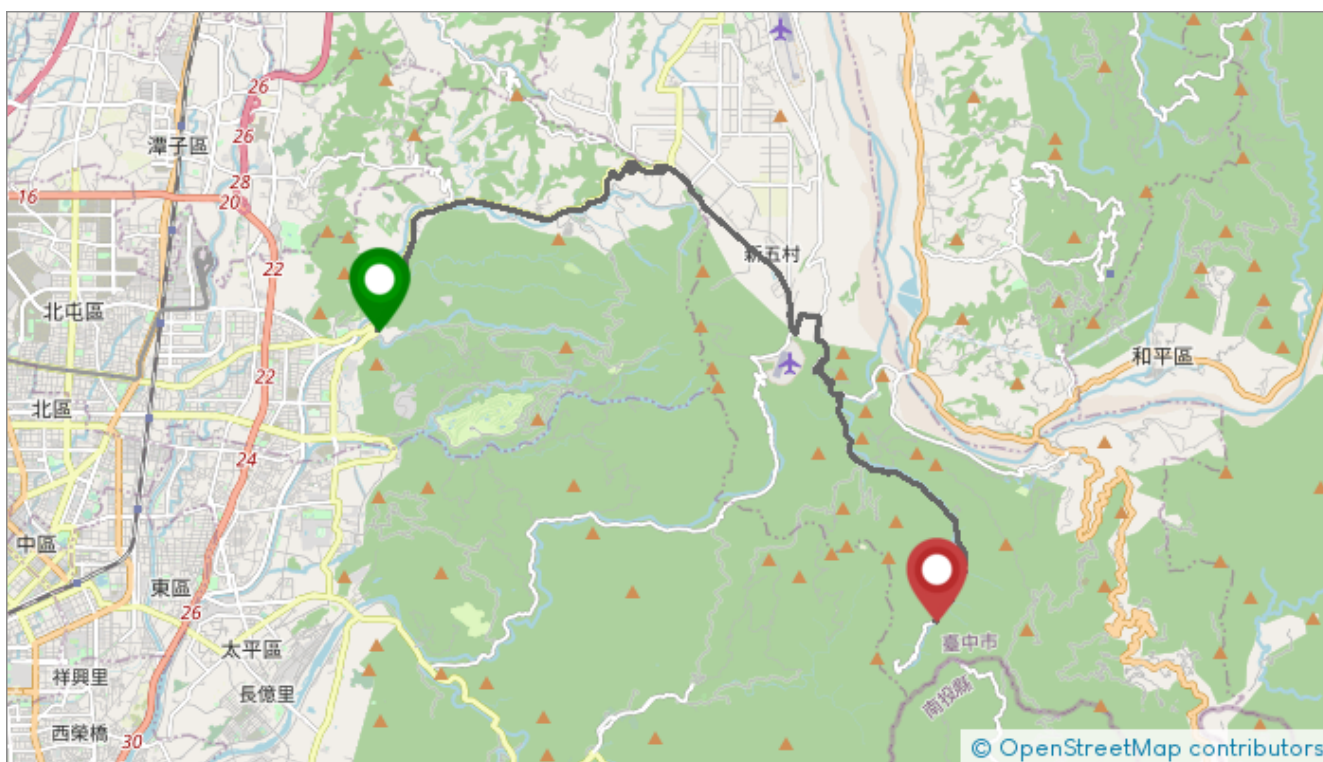 26
26
26
潭子區
28
20
16
22
新五村
北屯區
和平區
22
北區
24
中區
東區
26
太平區
臺中市
祥興里
長億里
南投縣
西榮橋
30
© OpenStreetMap contributors